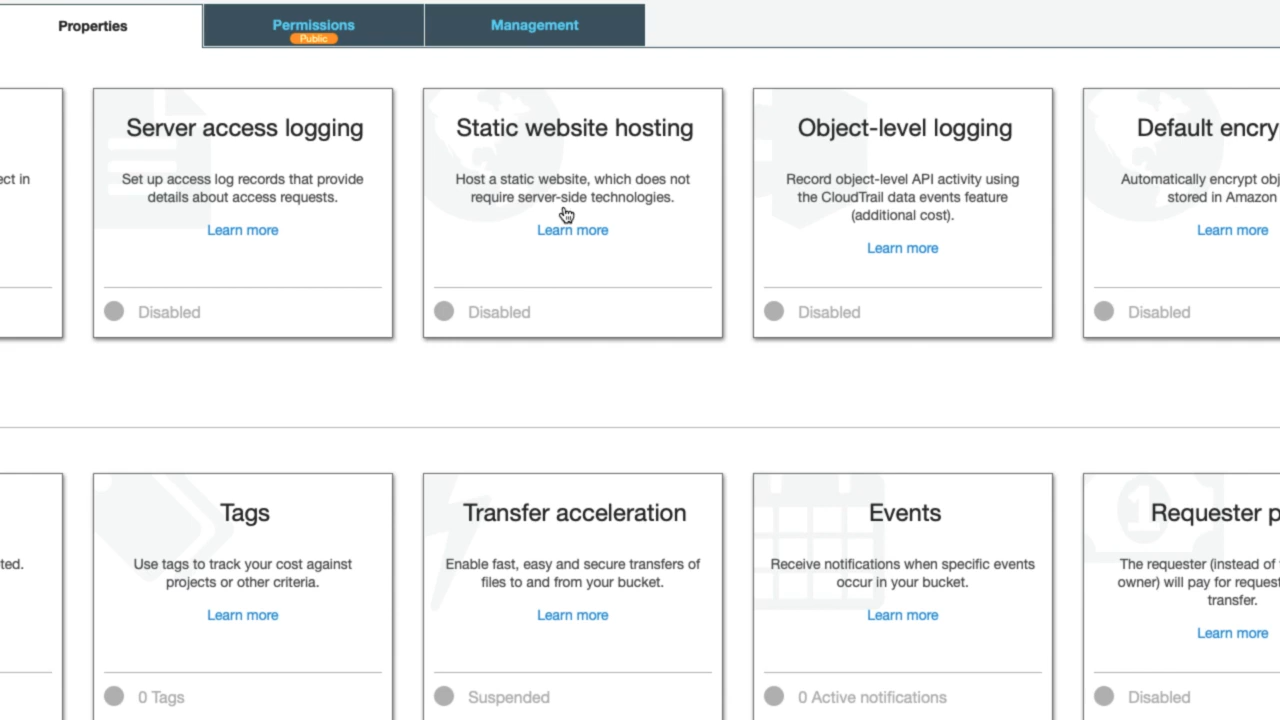 Properties
Permissions
Public
Management
ect in
Server access logging
Set up access log records that provide
details about access requests.
Learn more
Disabled
Static website hosting
Host a static website, which does not
require server-side technologies.
Learn more
Disabled
Object-level logging
Record object-level API activity using
the CloudTrail data events feature
(additional cost).
Learn more
Disabled
Default encry
Automatically encrypt obj
stored in Amazon
Learn more
Disabled
ted.
Tags
Use tags to track your cost against
projects or other criteria.
Learn more
0 Tags
Transfer acceleration
Enable fast, easy and secure transfers of
files to and from your bucket.
Learn more
Suspended
Events
Receive notifications when specific events
occur in your bucket.
Learn more
0 Active notifications
Requester p
The requester (instead of
owner) will pay for reques
transfer.
Learn more
Disabled